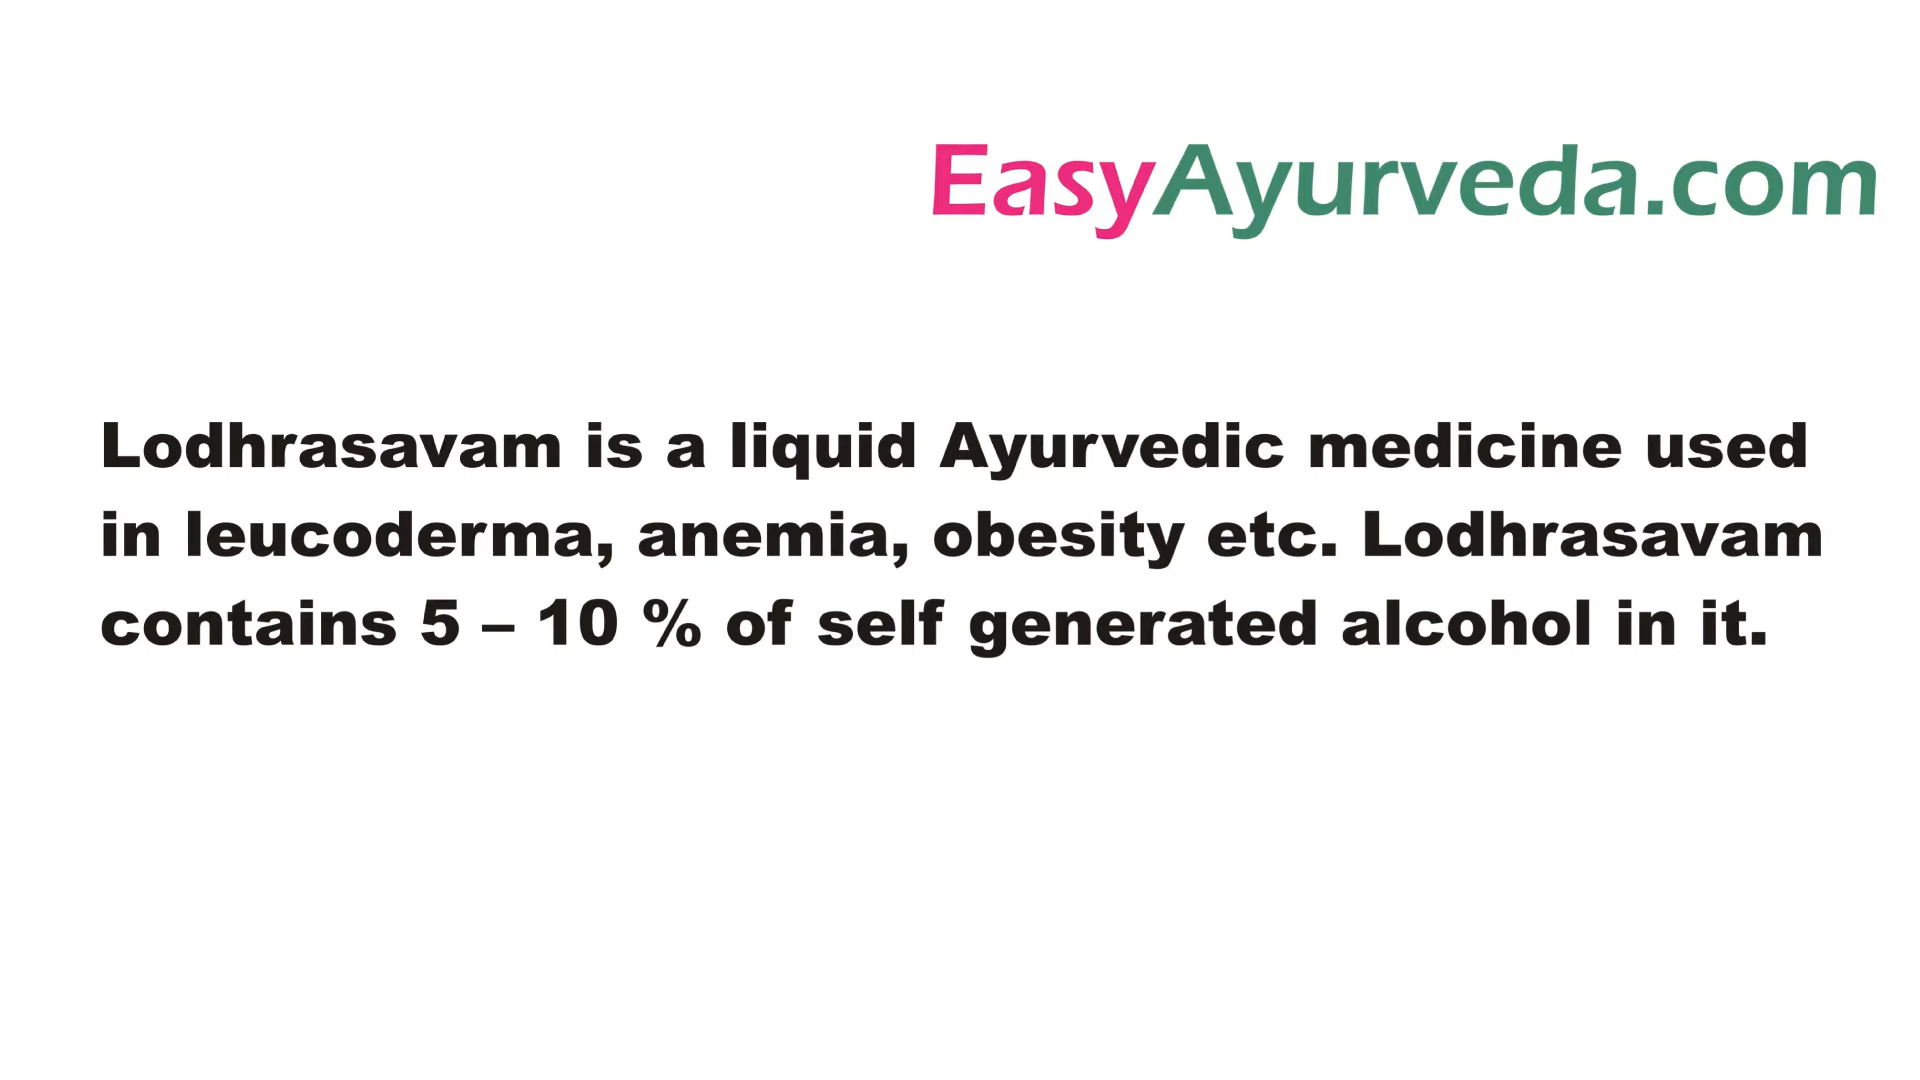 EasyAyurveda.com
Lodhrasavam is a liquid Ayurvedic medicine used
in leucoderma, anemia, obesity etc. Lodhrasavam
contains 5 – 10 % of self generated alcohol in it.